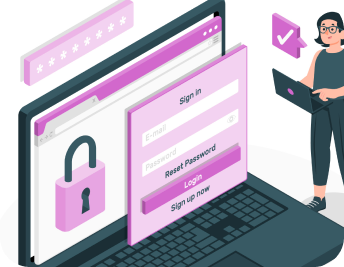 ********
Sign in
E-mail
Password
Reset Password
Login
Sign up now